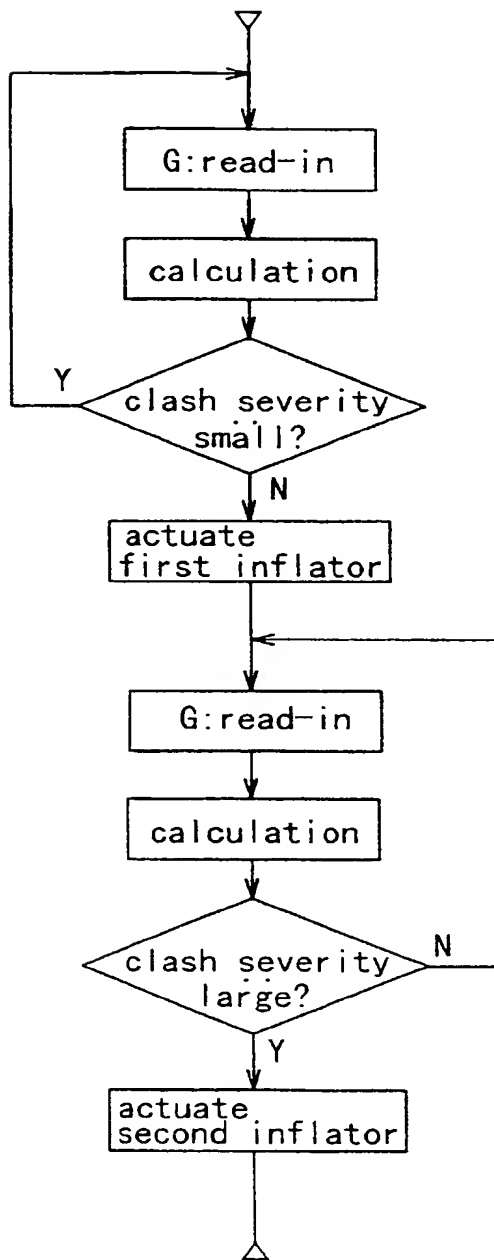 G:read-in
calculation
Y
clash severity
small?
N
actuate
first inflator
G:read-in
calculation
N
clash severity
large?
Y
actuate
second inflator